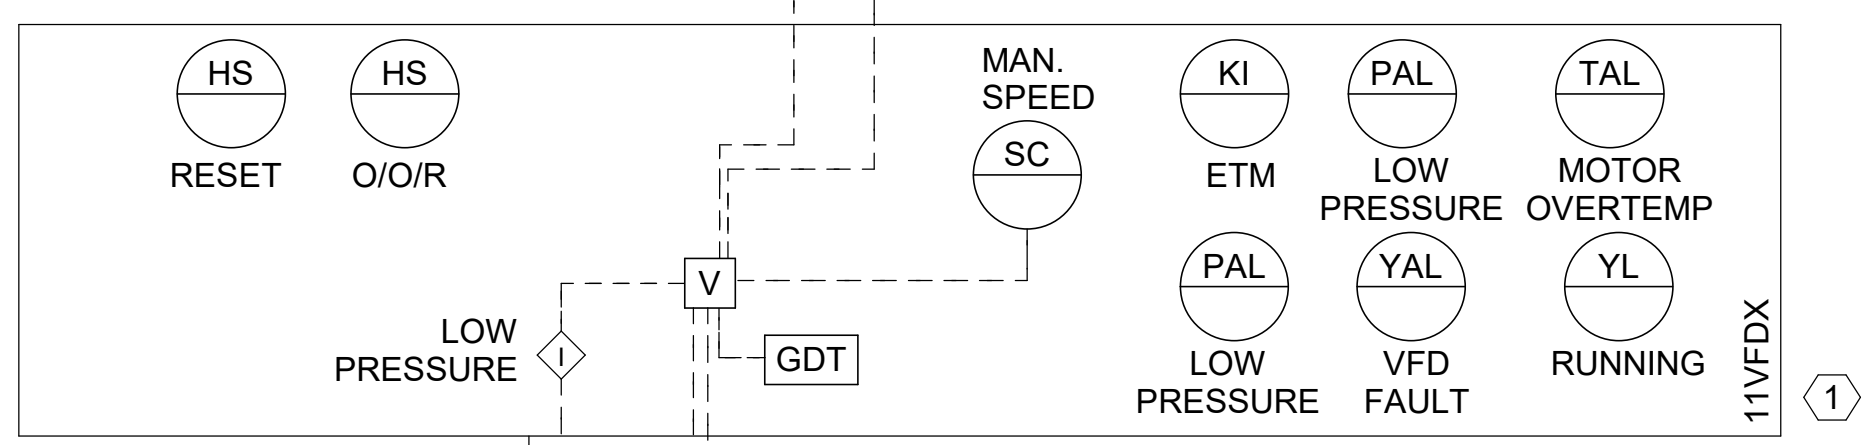 HS
RESET
HS
O/O/R
MAN.
SPEED
SC
KI
ETM
PAL
LOW
PRESSURE
TAL
MOTOR
OVERTEMP
V
LOW
PRESSURE
I
GDT
PAL
LOW
PRESSURE
YAL
VFD
FAULT
YL
RUNNING
11VFDX
1